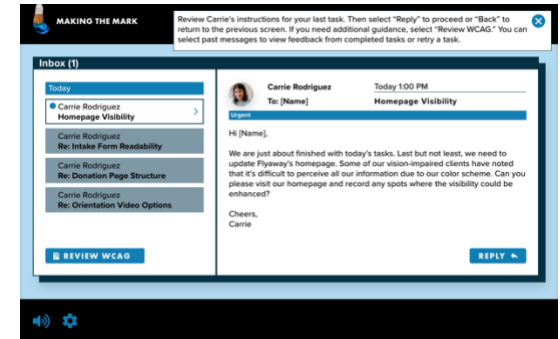 MAKING THE MARK
Review Carrie's instructions for your last task. Then select "Reply" to proceed or "Back" to
return to the previous screen. If you need additional guidance, select "Review WCAG." You can
select past messages to view feedback from completed tasks or retry a task.
Inbox (1)
Today
Carrie Rodriguez
Homepage Visibility
Carrie Rodriguez
Re: Intake Form Readability
Carrie Rodriguez
Re: Donation Page Structure
Carrie Rodriguez
Re: Orientation Video Options
REVIEW WCAG
Carrie Rodriguez
Today 1:00 PM
To: [Name]
Homepage Visibility
Urgent
Hi [Name],
We are just about finished with today's tasks. Last but not least, we need to
update Flyaway's homepage. Some of our vision-impaired clients have noted
that it's difficult to perceive all our information due to our color scheme. Can you
please visit our homepage and record any spots where the visibility could be
enhanced?
Cheers,
Carrie
REPLY